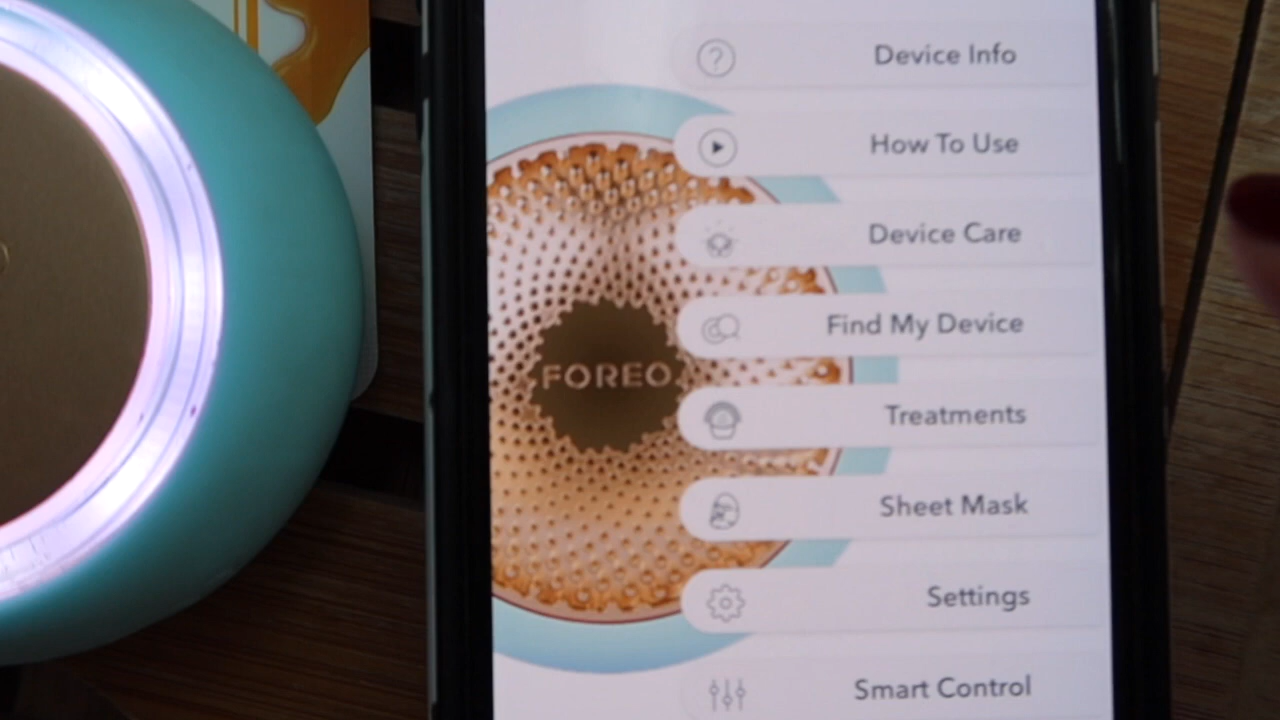 Device Info
How To Use
Device Care
Find My Device
FOREO
Treatments
Sheet Mask
Settings
Smart Control